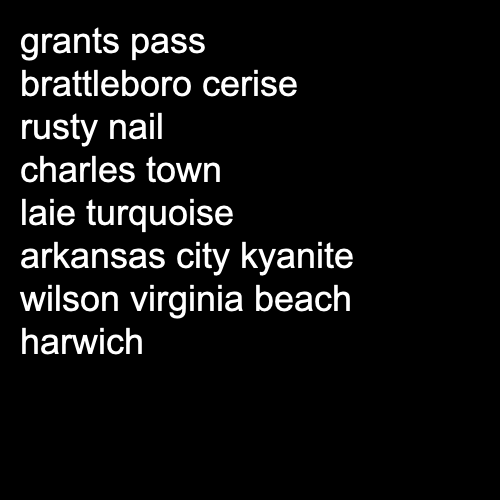 grants pass
brattleboro cerise
rusty nail
charles town
laie turquoise
arkansas city kyanite
wilson virginia beach
harwich